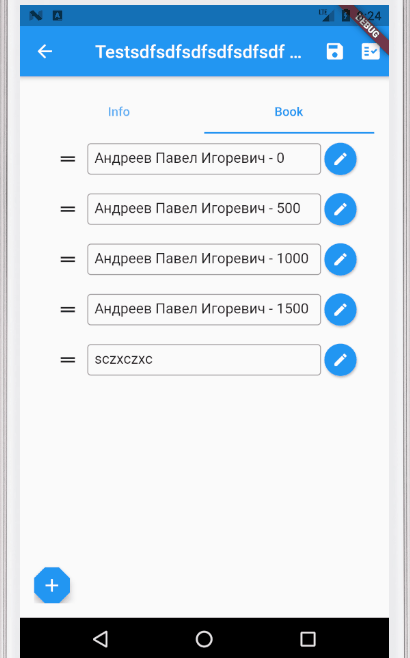 8:24
DEBUG
Testsdfsdfsdfsdfsdfsdf ...
Info
Book
Андреев Павел Игоревич - 0
Андреев Павел Игоревич - 500
Андреев Павел Игоревич - 1000
Андреев Павел Игоревич - 1500
sczxczxc